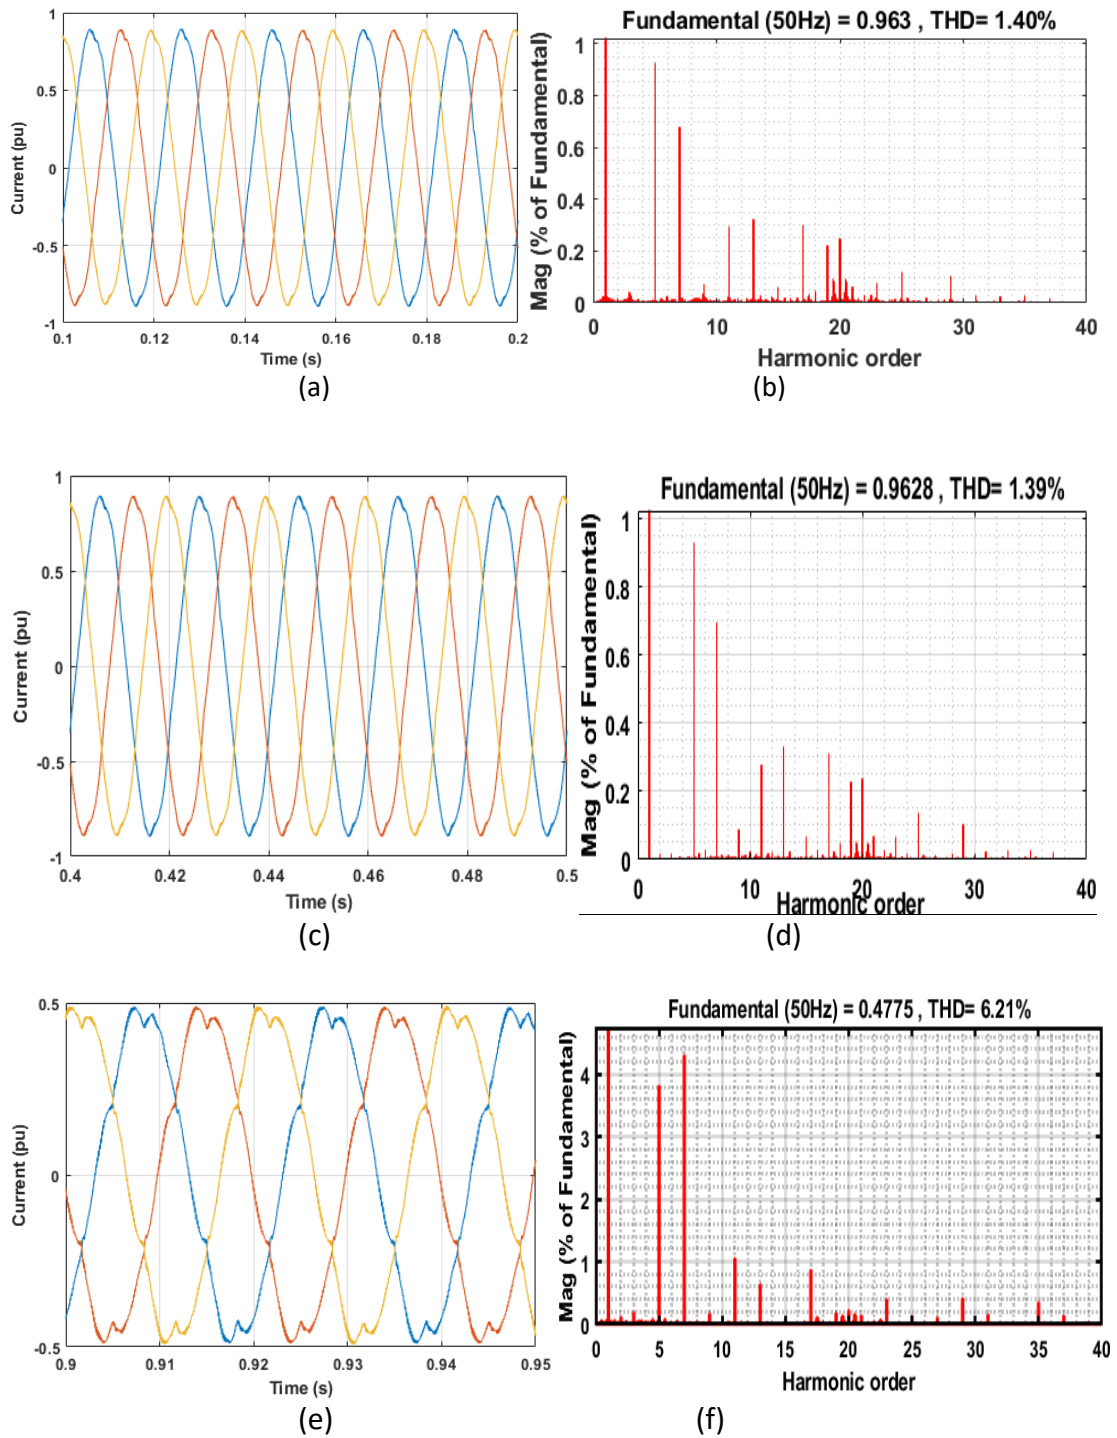 Fundamental (50Hz) = 0.963 , THD= 1.40%
1
0.5
0
-0.5
-1
Current (pu)
0.1 0.12 0.14 0.16 0.18 0.2
Time (s)
(a)
1
0.8
0.6
0.4
0.2
0
Mag (% of Fundamental)
0 10 20 30 40
Harmonic order
(b)
1
0.5
0
-0.5
-1
Current (pu)
0.4 0.42 0.44 0.46 0.48 0.5
Time (s)
(c)
Fundamental (50Hz) = 0.9628 , THD= 1.39%
1
0.8
0.6
0.4
0.2
0
Mag (% of Fundamental)
0 10 20 30 40
Harmonic order
(d)
0.5
0
-0.5
Current (pu)
0.9 0.91 0.92 0.93 0.94 0.95
Time (s)
(e)
Fundamental (50Hz) = 0.4775 , THD= 6.21%
4
3
2
1
0
Mag (% of Fundamental)
0 5 10 15 20 25 30 35 40
Harmonic order
(f)